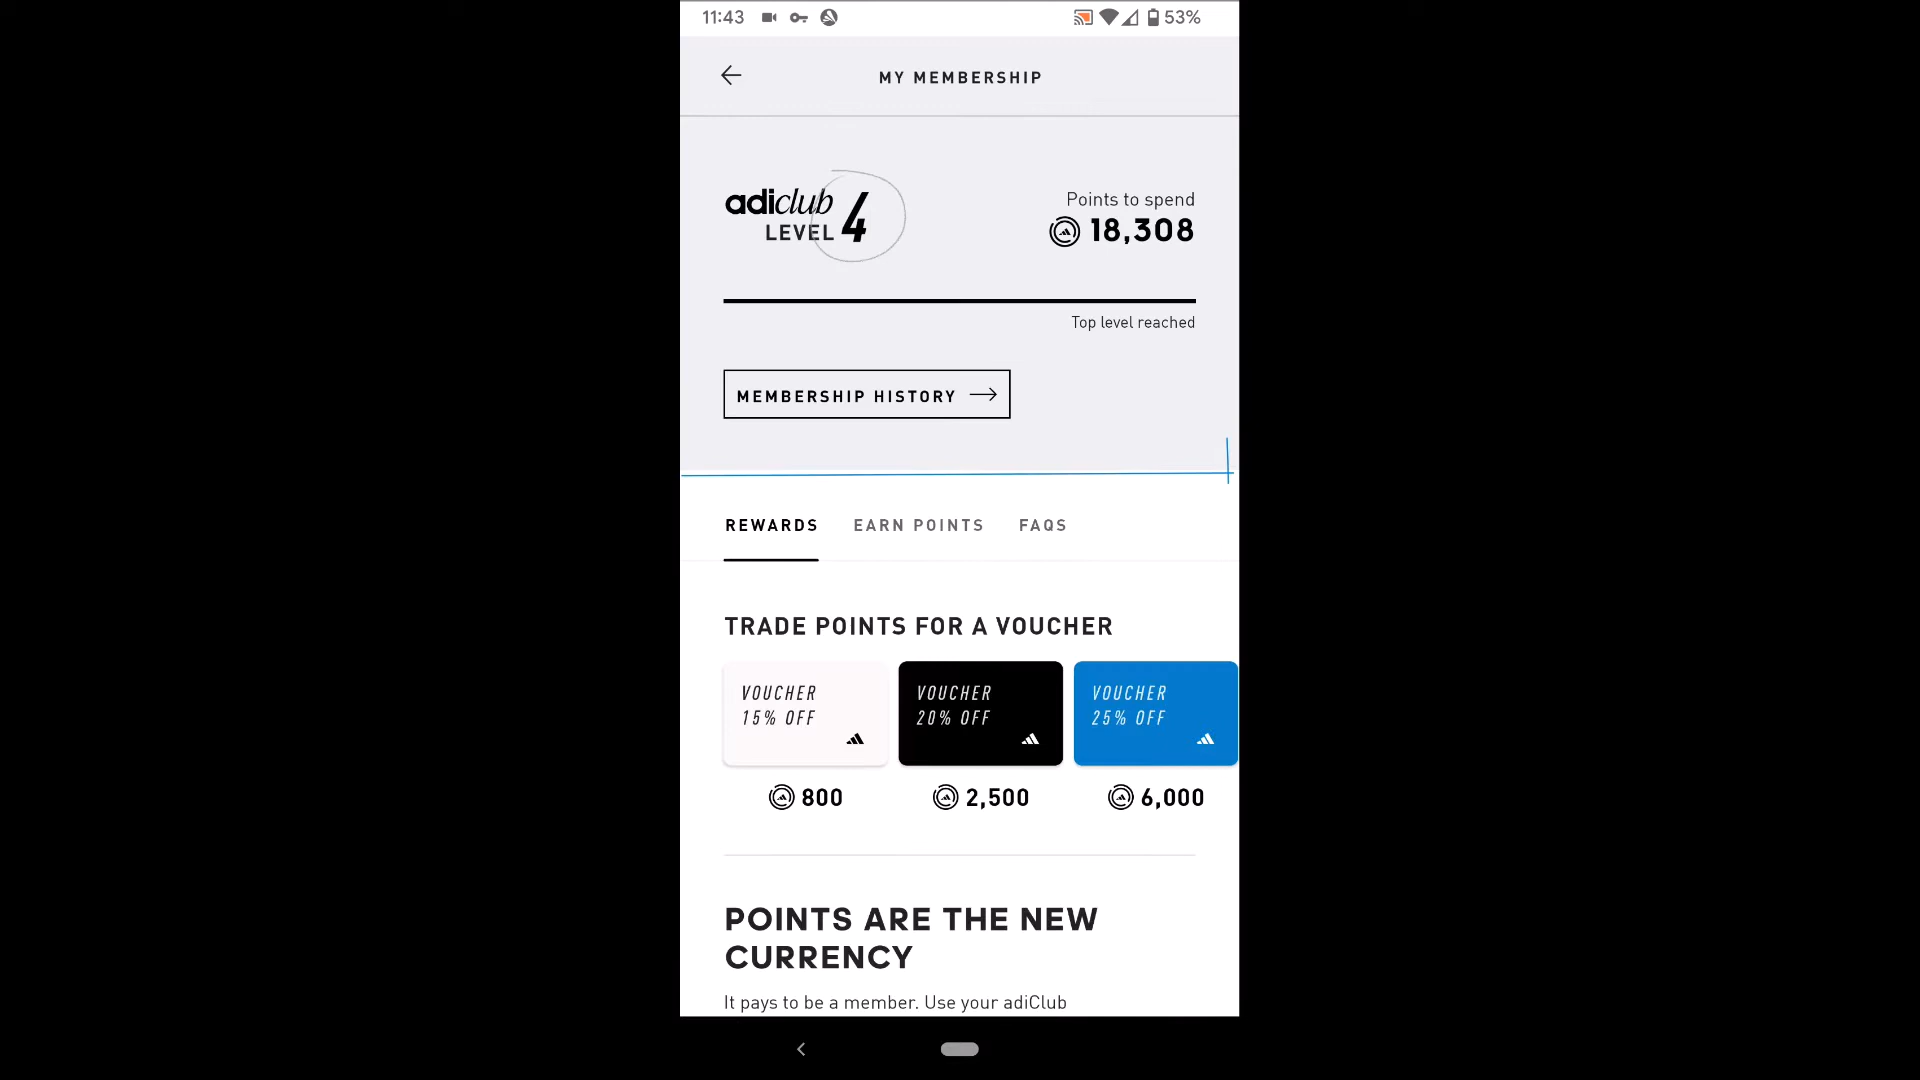 11:43
53%
MY MEMBERSHIP
adiclub
LEVEL 4
Points to spend
18,308
Top level reached
MEMBERSHIP HISTORY
REWARDS EARN POINTS FAQS
TRADE POINTS FOR A VOUCHER
VOUCHER
15% OFF
VOUCHER
20% OFF
VOUCHER
25% OFF
800
2,500
6,000
POINTS ARE THE NEW
CURRENCY
It pays to be a member. Use your adiClub